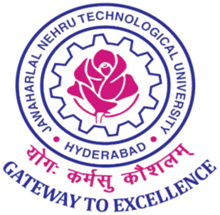 JAWAHARLAL NEHRU TECHNOLOGICAL UNIVERSITY
HYDERABAD
योगः कर्मसु कौशलम्
GATEWAY TO EXCELLENCE